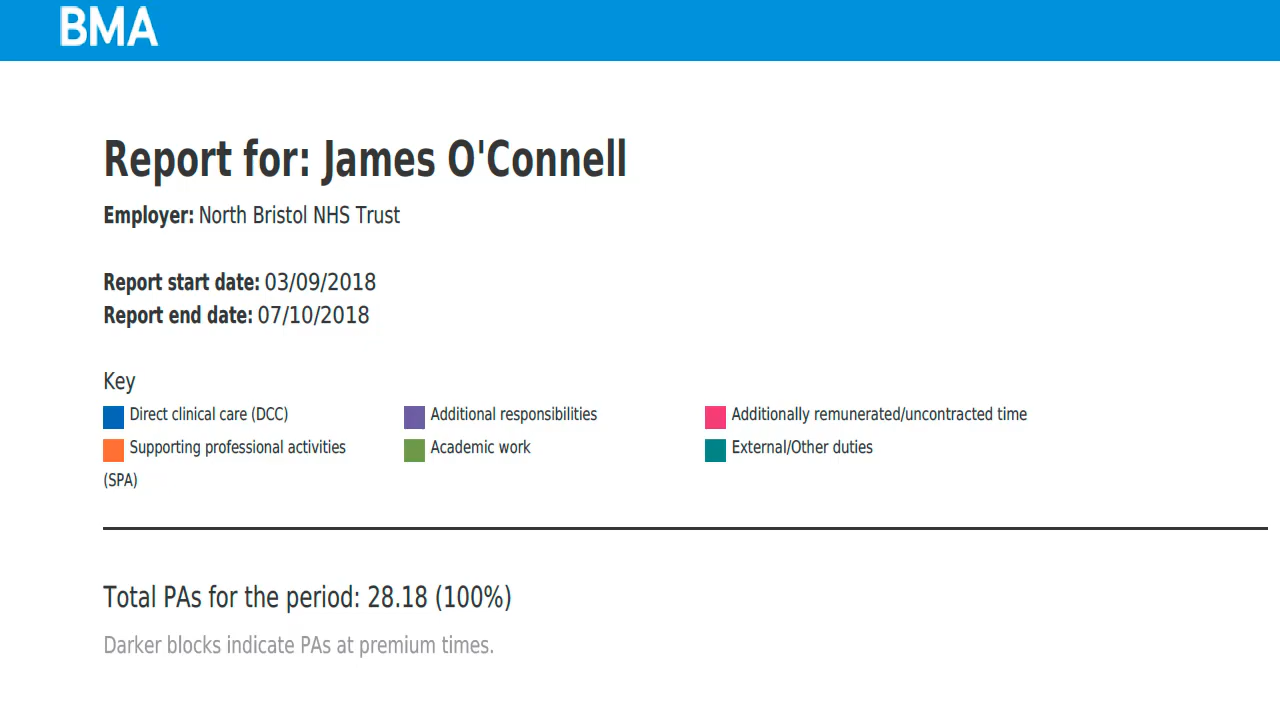 BMA
Report for: James O'Connell
Employer: North Bristol NHS Trust
Report start date: 03/09/2018
Report end date: 07/10/2018
Key
Direct clinical care (DCC)
Additional responsibilities
Additionally remunerated/uncontracted time
Supporting professional activities
(SPA)
Academic work
External/Other duties
Total PAs for the period: 28.18 (100%)
Darker blocks indicate PAs at premium times.